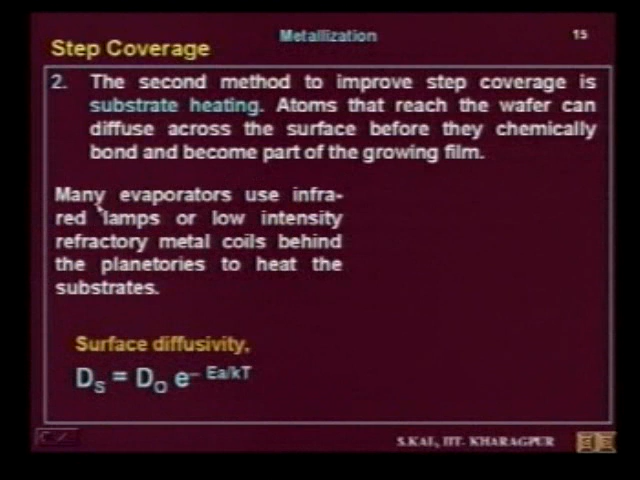 Metallization
15
Step Coverage
2. The second method to improve step coverage is
substrate heating. Atoms that reach the wafer can
diffuse across the surface before they chemically
bond and become part of the growing film.
Many evaporators use infra-
red lamps or low intensity
refractory metal coils behind
the planetories to heat the
substrates.
Surface diffusivity,
D_S = D_O e^– Ea/kT
S.KAL, IIT- KHARAGPUR